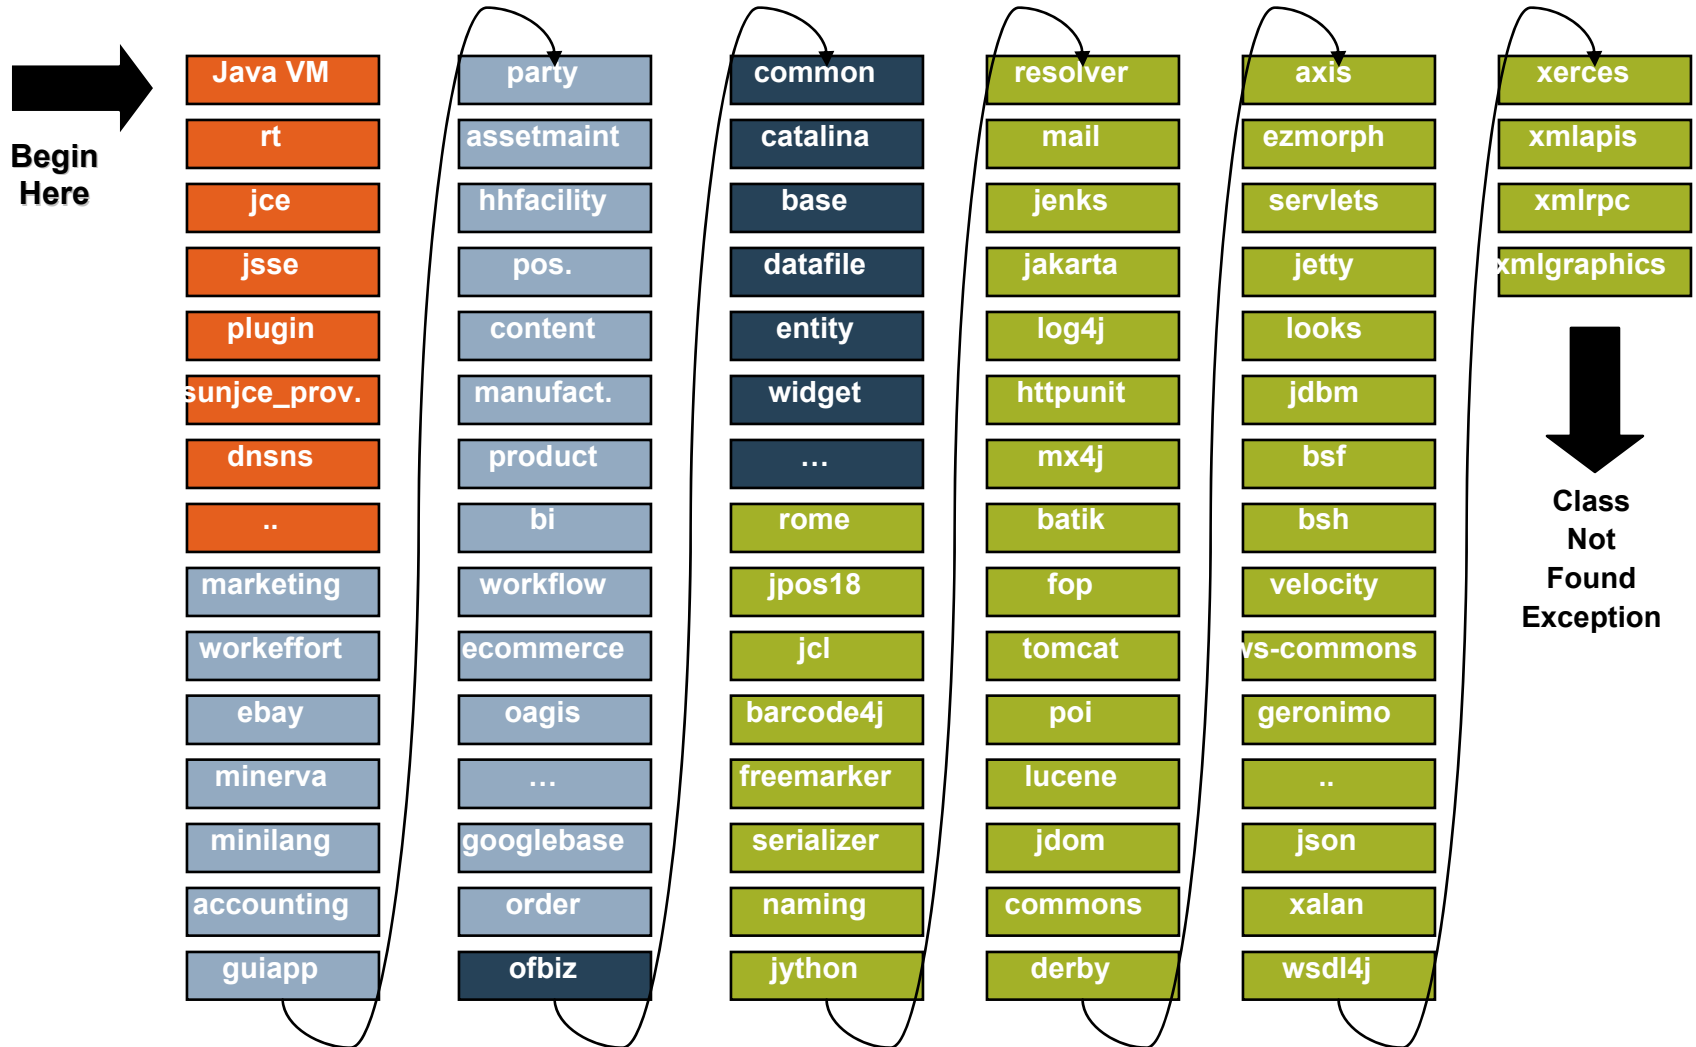 Begin
Here
Java VM
rt
jce
jsse
plugin
sunjce_prov.
dnsns
..
marketing
workeffort
ebay
minerva
minilang
accounting
guiapp
party
assetmaint
hhfacility
pos.
content
manufact.
product
bi
workflow
ecommerce
oagis
...
googlebase
order
ofbiz
common
catalina
base
datafile
entity
widget
...
rome
jpos18
jcl
barcode4j
freemarker
serializer
naming
jython
resolver
mail
jenks
jakarta
log4j
httpunit
mx4j
batik
fop
tomcat
poi
lucene
jdom
commons
derby
axis
ezmorph
servlets
jetty
looks
jdbm
bsf
bsh
velocity
ws-commons
geronimo
..
json
xalan
wsdl4j
xerces
xmlapis
xmlrpc
xmlgraphics
Class
Not
Found
Exception